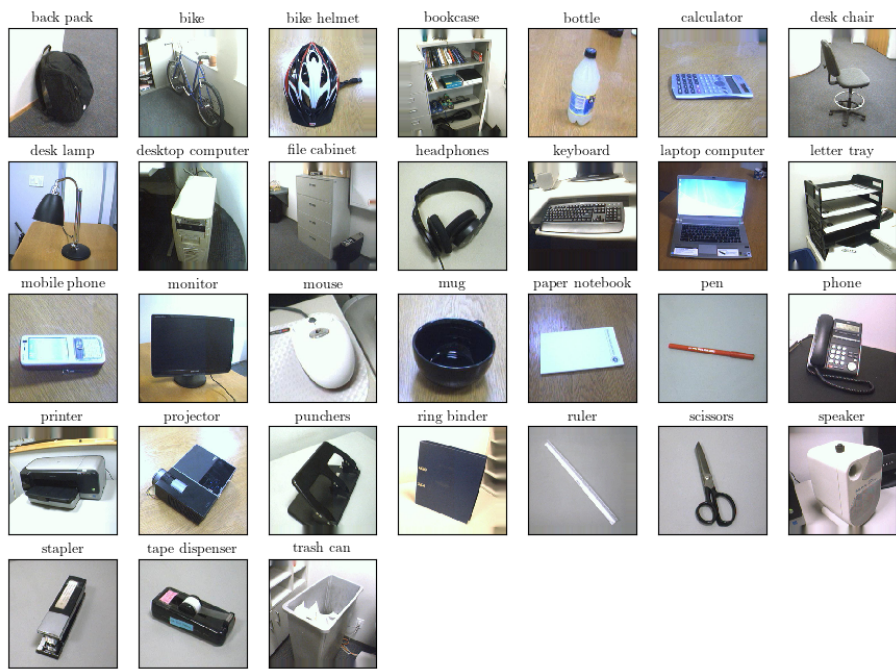 back pack
bike
bike helmet
bookcase
bottle
calculator
desk chair
desk lamp
desktop computer
file cabinet
headphones
keyboard
laptop computer
letter tray
mobile phone
monitor
mouse
mug
paper notebook
pen
phone
printer
projector
punchers
ring binder
ruler
scissors
speaker
stapler
tape dispenser
trash can